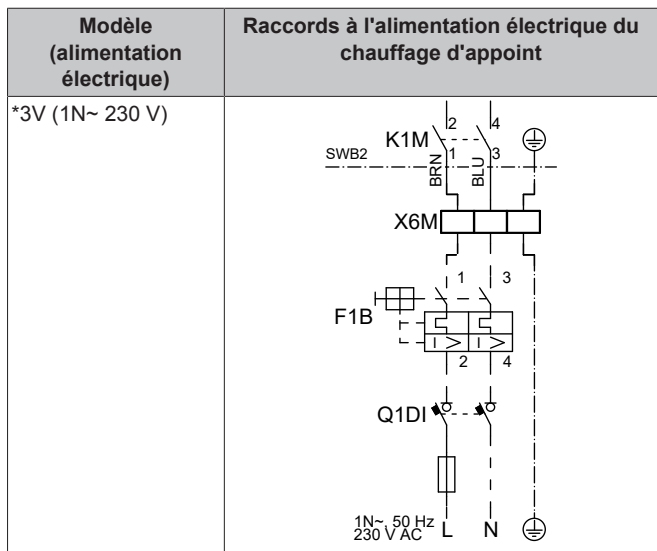 Modèle
(alimentation
électrique)
Raccords à l'alimentation électrique du
chauffage d'appoint
*3V (1N~ 230 V)
2 4
K1M
SWB2
1 3
BRN BLU
X6M
1 3
F1B
I > I >
2 4
Q1DI
1N~, 50 Hz
230 V AC
L N